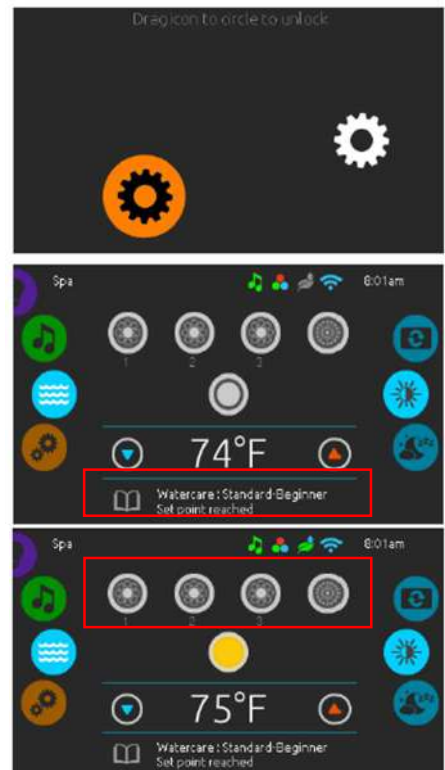 Drag icon to circle to unlock
Spa 8:01am
1 2 3
74°F
Watercare : Standard-Beginner
Set point reached
Spa 8:01am
1 2 3
75°F
Watercare : Standard-Beginner
Set point reached